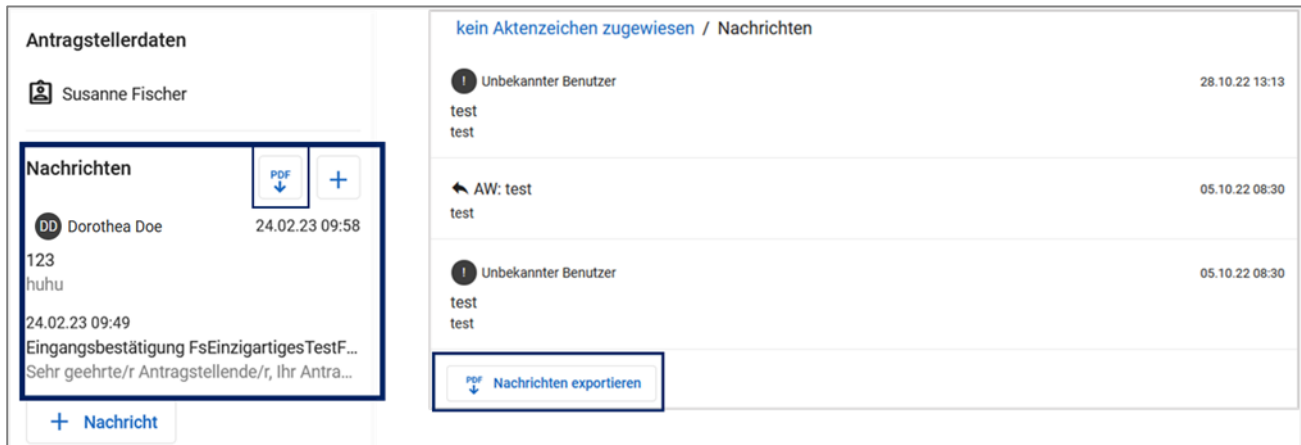 Antragstellerdaten
Susanne Fischer
Nachrichten
PDF
DD Dorothea Doe 24.02.23 09:58
123
huhu
24.02.23 09:49
Eingangsbestätigung FsEinzigartigesTestF...
Sehr geehrte/r Antragstellende/r, Ihr Antra...
+ Nachricht
kein Aktenzeichen zugewiesen / Nachrichten
! Unbekannter Benutzer 28.10.22 13:13
test
test
AW: test 05.10.22 08:30
test
! Unbekannter Benutzer 05.10.22 08:30
test
test
PDF Nachrichten exportieren